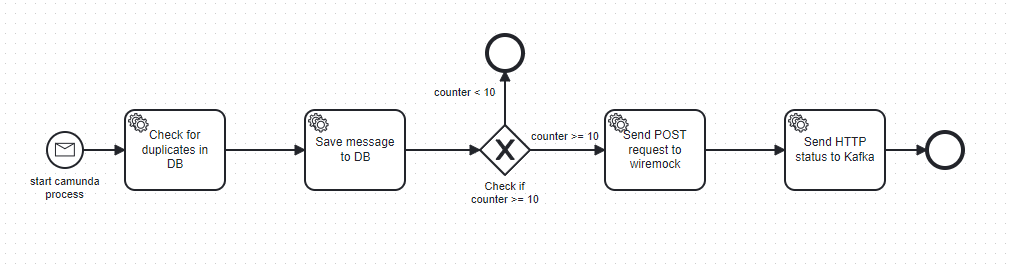 start camunda
process
Check for
duplicates in
DB
Save message
to DB
counter < 10
Check if
counter >= 10
counter >= 10
Send POST
request to
wiremock
Send HTTP
status to Kafka